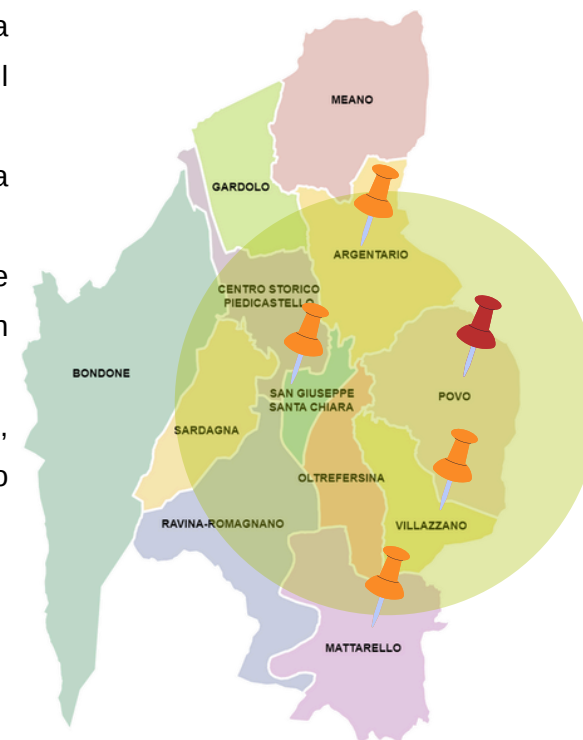 a
l
a
e
n
,
o
MEANO
GARDOLO
ARGENTARIO
CENTRO STORICO
PIEDICASTELLO
BONDONE
POVO
SAN GIUSEPPE
SANTA CHIARA
SARDAGNA
OLTREFERSINA
RAVINA-ROMAGNANO
VILLAZZANO
MATTARELLO